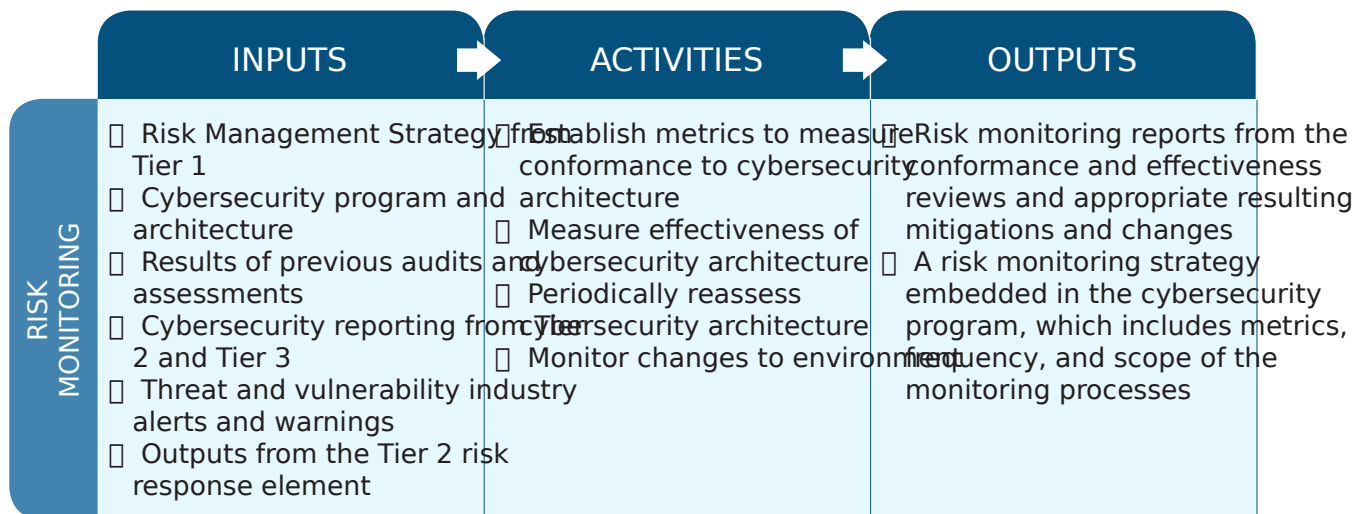 INPUTS
ACTIVITIES
OUTPUTS
RISK
MONITORING
Risk Management Strategy from
Tier 1
Cybersecurity program and
architecture
Results of previous audits and
assessments
Cybersecurity reporting from Tier
2 and Tier 3
Threat and vulnerability industry
alerts and warnings
Outputs from the Tier 2 risk
response element
Establish metrics to measure
conformance to cybersecurity
architecture
Measure effectiveness of
cybersecurity architecture
Periodically reassess
cybersecurity architecture
Monitor changes to environment
Risk monitoring reports from the
conformance and effectiveness
reviews and appropriate resulting
mitigations and changes
A risk monitoring strategy
embedded in the cybersecurity
program, which includes metrics,
frequency, and scope of the
monitoring processes